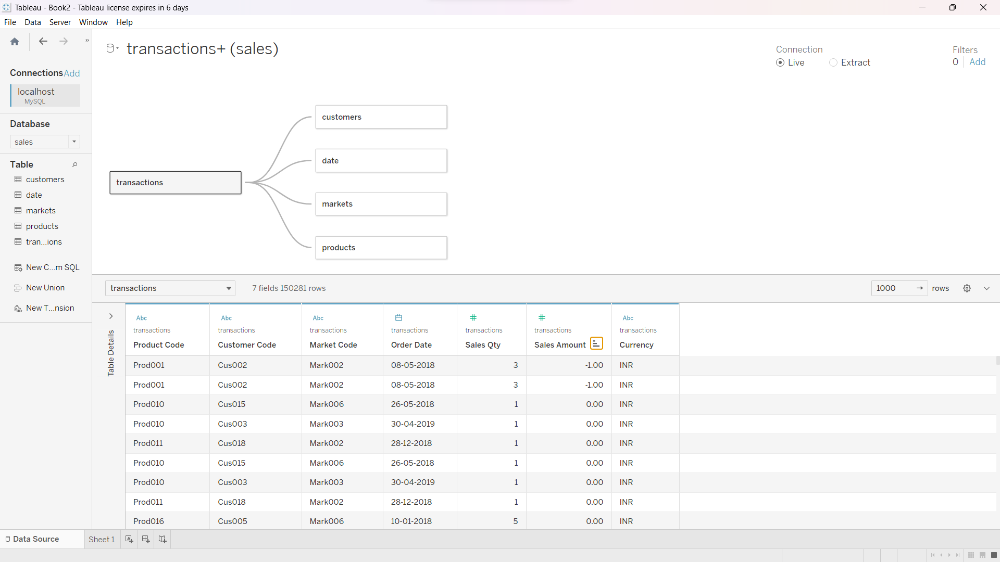 Tableau - Book2 - Tableau license expires in 6 days
File Data Server Window Help
transactions+ (sales)
Connection
Live Extract
Filters
0 Add
Connections Add
localhost
MySQL
Database
sales
Table
customers
date
markets
products
tran...ions
New C...m SQL
New Union
New T...nsion
customers
date
transactions
markets
products
transactions 7 fields 150281 rows 1000 rows
Table Details
Abc Abc Abc Abc
transactions transactions transactions transactions transactions transactions transactions
Product Code Customer Code Market Code Order Date Sales Qty Sales Amount Currency
Prod001 Cus002 Mark002 08-05-2018 3 -1.00 INR
Prod001 Cus002 Mark002 08-05-2018 3 -1.00 INR
Prod010 Cus015 Mark006 26-05-2018 1 0.00 INR
Prod010 Cus003 Mark003 30-04-2019 1 0.00 INR
Prod011 Cus018 Mark002 28-12-2018 1 0.00 INR
Prod010 Cus015 Mark006 26-05-2018 1 0.00 INR
Prod010 Cus003 Mark003 30-04-2019 1 0.00 INR
Prod011 Cus018 Mark002 28-12-2018 1 0.00 INR
Prod016 Cus005 Mark006 10-01-2018 5 0.00 INR
Data Source Sheet 1